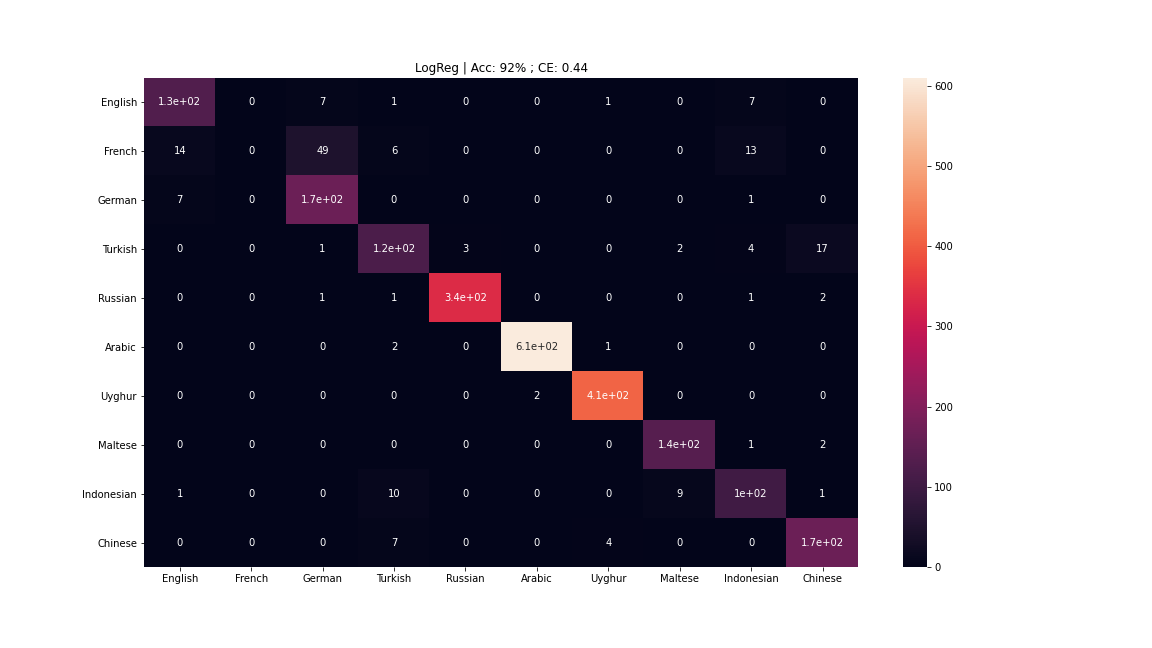 LogReg | Acc: 92% ; CE: 0.44
English 1.3e+02 0 7 1 0 0 1 0 7 0
French 14 0 49 6 0 0 0 0 13 0
German 7 0 1.7e+02 0 0 0 0 0 1 0
Turkish 0 0 1 1.2e+02 3 0 0 2 4 17
Russian 0 0 1 1 3.4e+02 0 0 0 1 2
Arabic 0 0 0 2 0 6.1e+02 1 0 0 0
Uyghur 0 0 0 0 0 2 4.1e+02 0 0 0
Maltese 0 0 0 0 0 0 0 1.4e+02 1 2
Indonesian 1 0 0 10 0 0 0 9 1e+02 1
Chinese 0 0 0 7 0 0 4 0 0 1.7e+02
English French German Turkish Russian Arabic Uyghur Maltese Indonesian Chinese
600
500
400
300
200
100
0